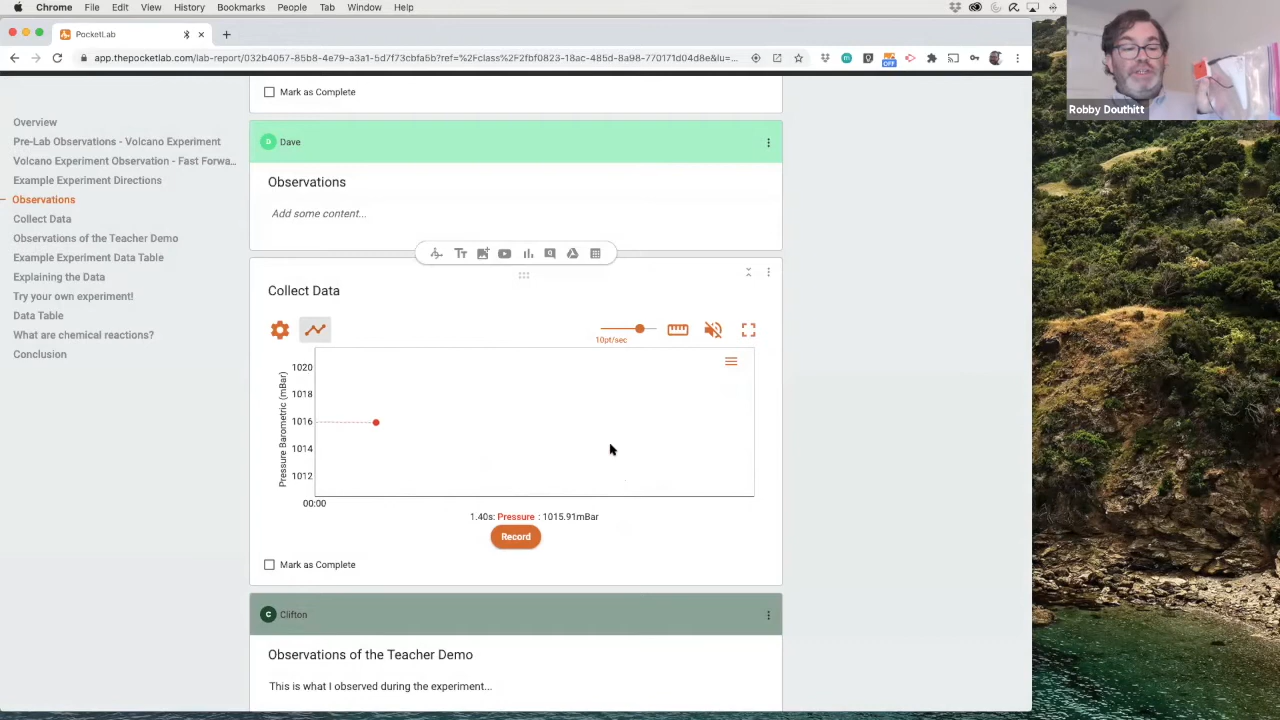 Chrome File Edit View History Bookmarks People Tab Window Help
PocketLab
app.thepocketlab.com/lab-report/032b4057-85b8-4e79-a3a1-5d7f73cbfa6b?ref=%2Fclass%2F2fbf0823-18ac-485d-8a98-770171d04d8e&lu=...
OFF
Robby Douthitt
Mark as Complete
Overview
Pre-Lab Observations - Volcano Experiment
Volcano Experiment Observation - Fast Forwa...
Example Experiment Directions
Observations
Collect Data
Observations of the Teacher Demo
Example Experiment Data Table
Explaining the Data
Try your own experiment!
Data Table
What are chemical reactions?
Conclusion
D Dave
Observations
Add some content...
Tт
Collect Data
10pt/sec
Pressure Barometric (mBar)
1020
1018
1016
1014
1012
00:00
1.40s: Pressure : 1015.91mBar
Record
Mark as Complete
C Clifton
Observations of the Teacher Demo
This is what I observed during the experiment...